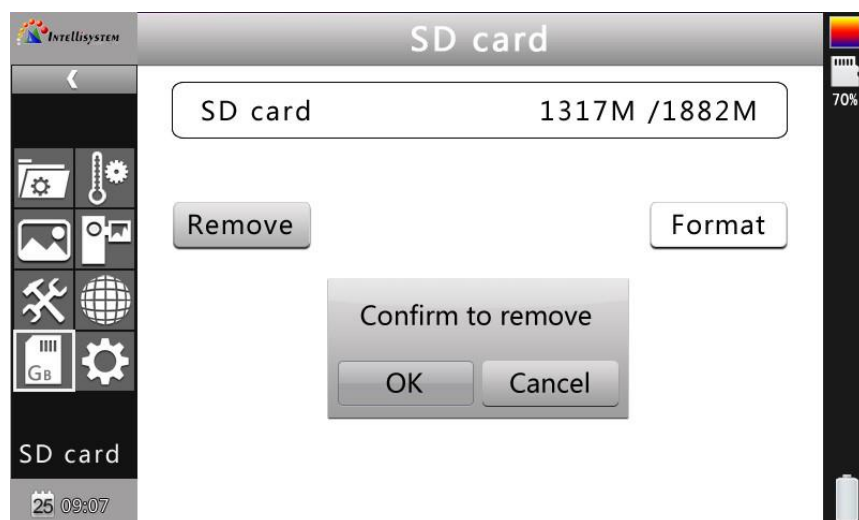 INTELLISYSTEM
SD card
SD card 1317M /1882M
70%
Remove Format
Confirm to remove
OK Cancel
GB
SD card
25 09:07